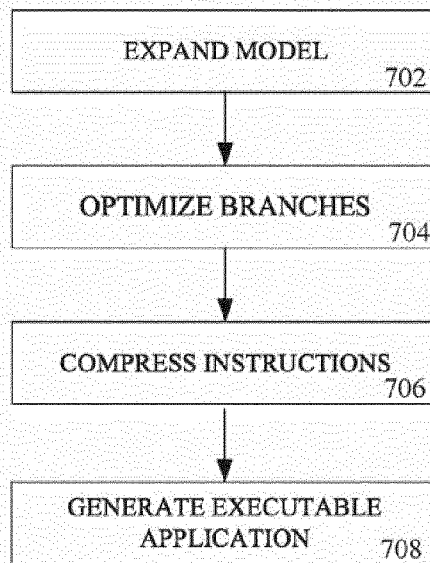 EXPAND MODEL
702
OPTIMIZE BRANCHES
704
COMPRESS INSTRUCTIONS
706
GENERATE EXECUTABLE
APPLICATION
708